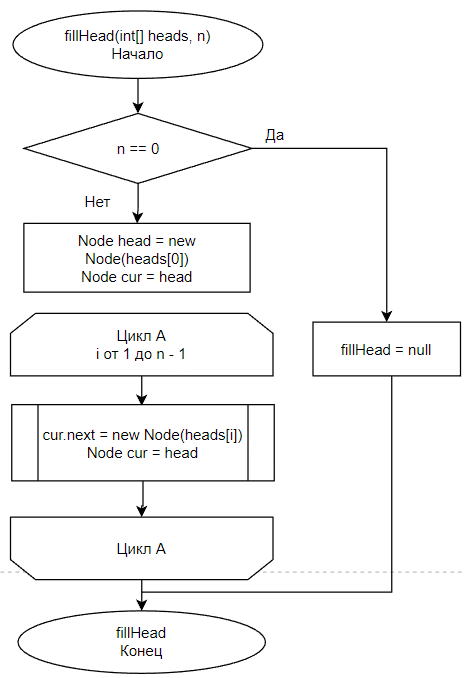 fillHead(int[] heads, n)
Начало
n == 0
Да
Нет
Node head = new
Node(heads[0])
Node cur = head
Цикл А
i от 1 до n - 1
fillHead = null
cur.next = new Node(heads[i])
Node cur = head
Цикл А
fillHead
Конец